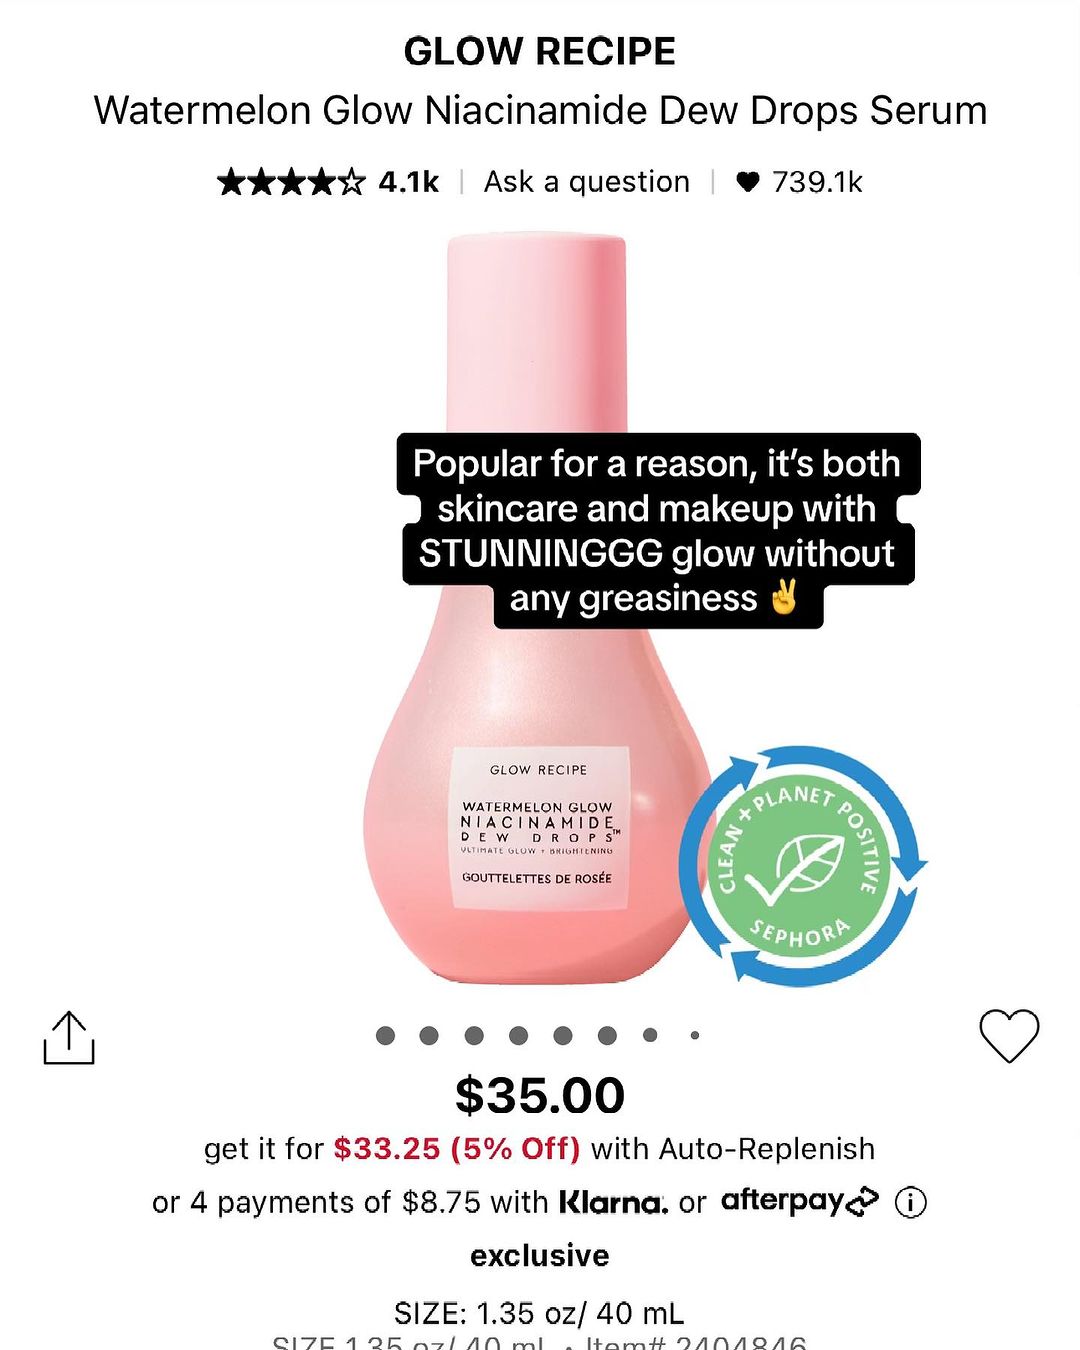 GLOW RECIPE
Watermelon Glow Niacinamide Dew Drops Serum
4.1k | Ask a question | 739.1k
Popular for a reason, it's both
skincare and makeup with
STUNNINGGG glow without
any greasiness ✌️
GLOW RECIPE
WATERMELON GLOW
NIACINAMIDE
DEW DROPS™
ULTIMATE GLOW + BRIGHTENING
GOUTTELETTES DE ROSÉE
CLEAN + PLANET POSITIVE
SEPHORA
$35.00
get it for $33.25 (5% Off) with Auto-Replenish
or 4 payments of $8.75 with Klarna. or afterpay
exclusive
SIZE: 1.35 oz/ 40 mL
SIZE 1.35 oz/ 40 mL • Item# 2404846